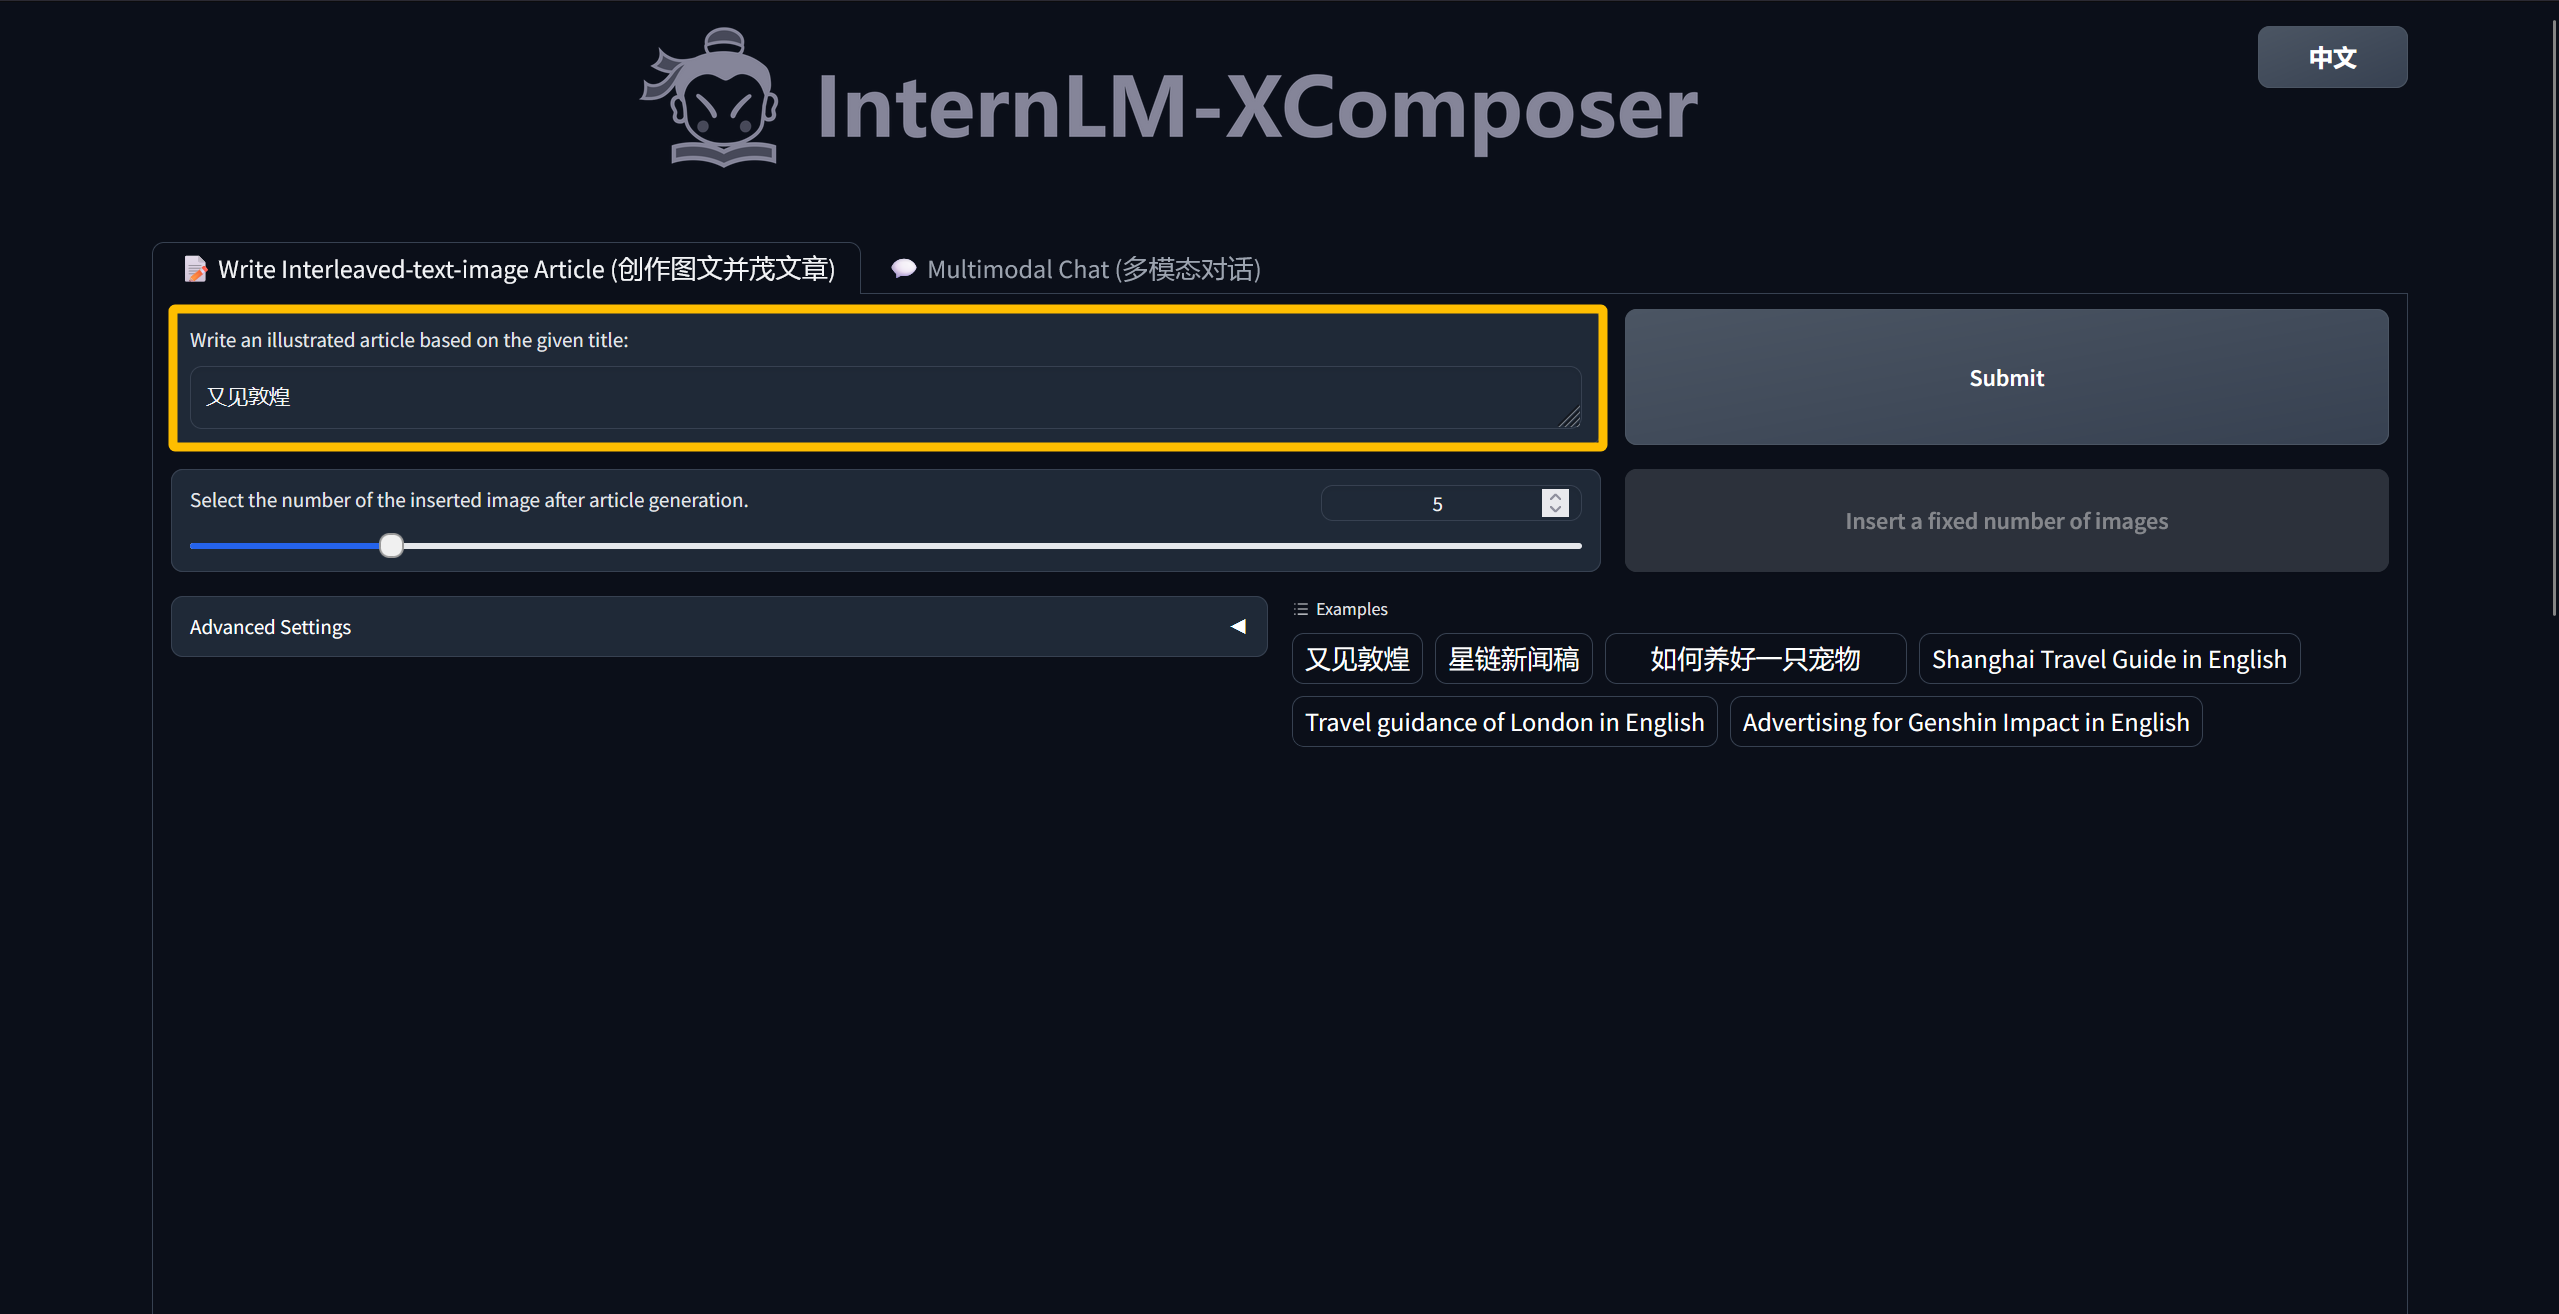 InternLM-XComposer
中文
📝 Write Interleaved-text-image Article (创作图文并茂文章)
💬 Multimodal Chat (多模态对话)
Write an illustrated article based on the given title:
又见敦煌
Submit
Select the number of the inserted image after article generation.
5
Insert a fixed number of images
Advanced Settings
Examples
又见敦煌
星链新闻稿
如何养好一只宠物
Shanghai Travel Guide in English
Travel guidance of London in English
Advertising for Genshin Impact in English